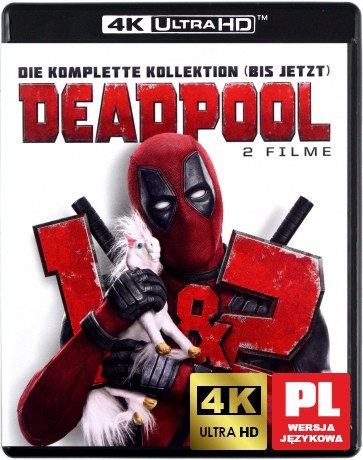 4K ULTRA HD™
DIE KOMPLETTE KOLLEKTION (BIS JETZT)
DEADPOOL
2 FILME
1 & 2
4K
ULTRA HD
PL
WERSJA
JĘZYKOWA